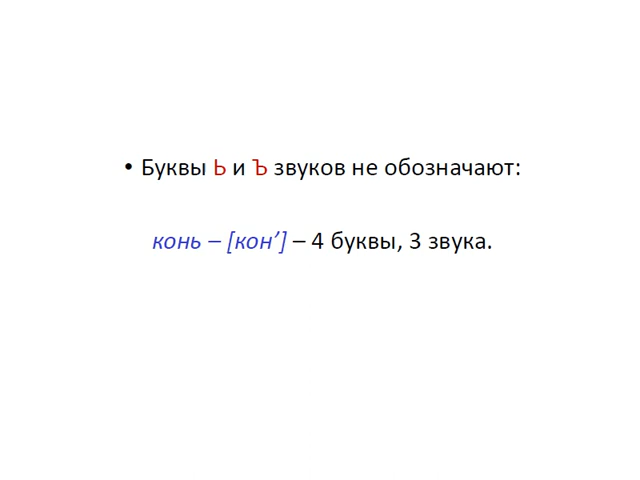 • Буквы Ь и Ъ звуков не обозначают:
конь – [кон’] – 4 буквы, 3 звука.